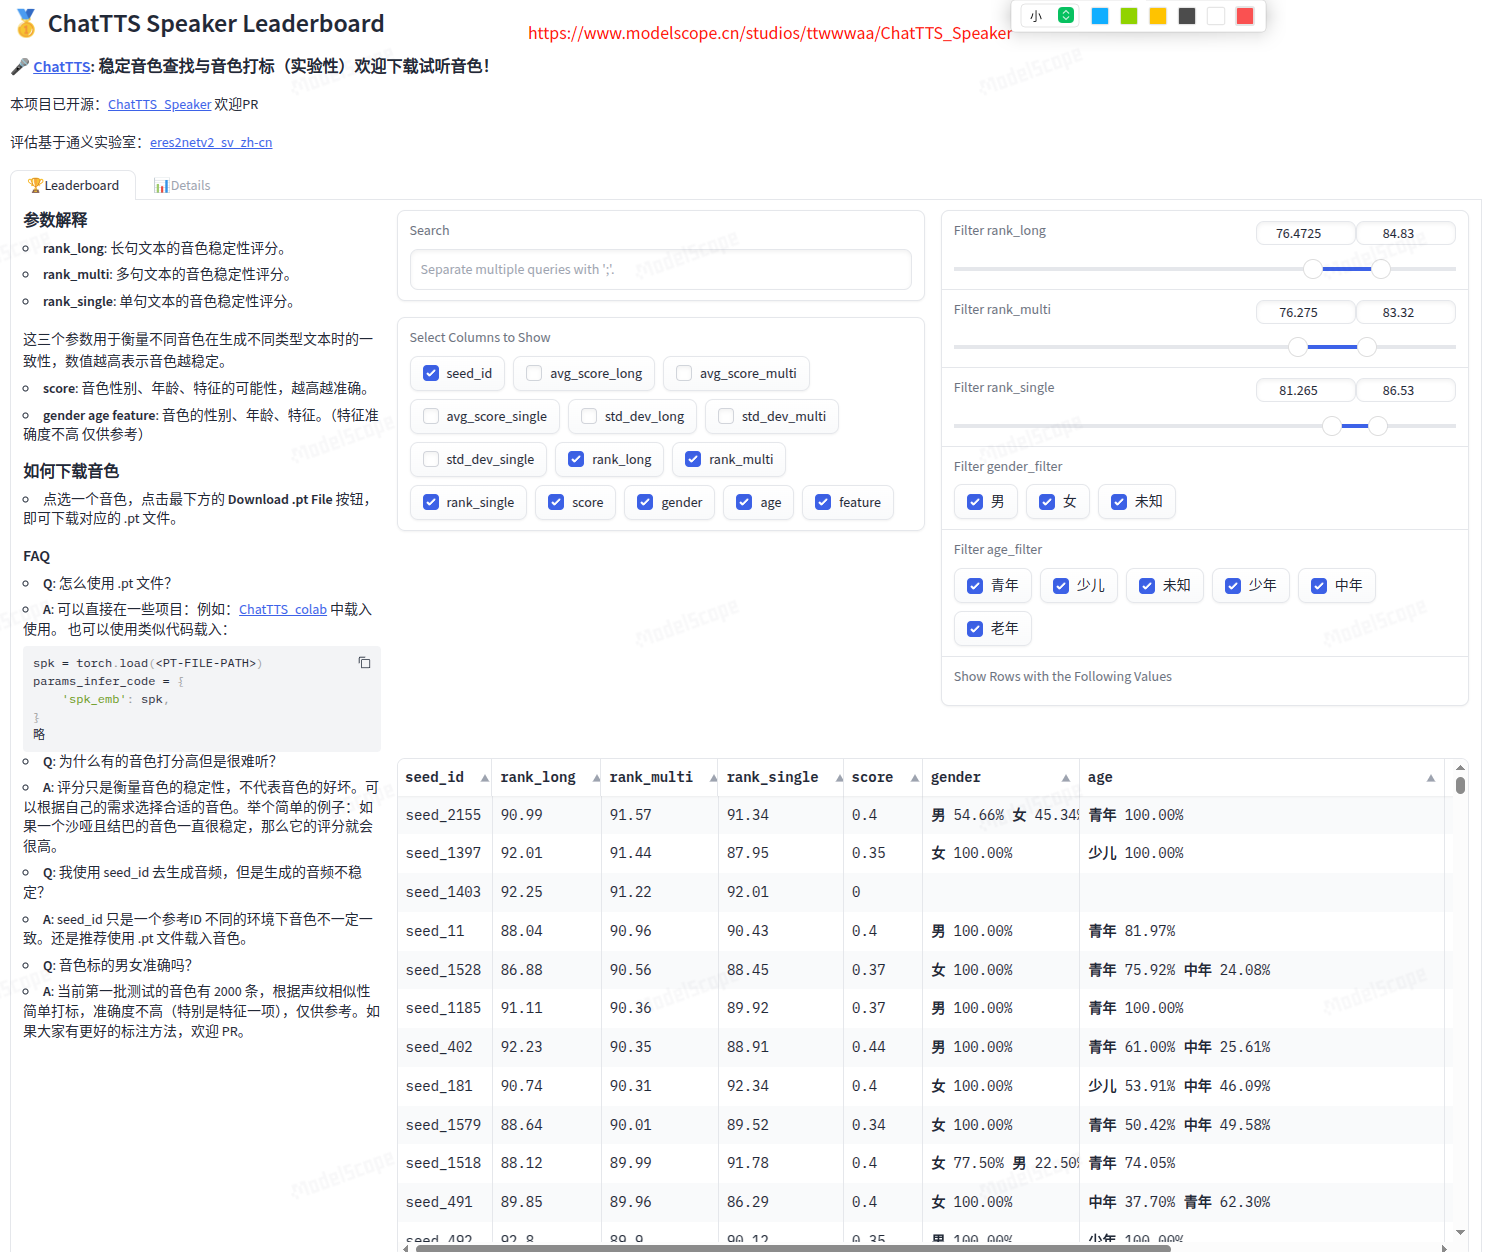 🥇 ChatTTS Speaker Leaderboard
https://www.modelscope.cn/studios/ttwwwaa/ChatTTS_Speaker
小
🎤 ChatTTS: 稳定音色查找与音色打标（实验性）欢迎下载试听音色！
本项目已开源：ChatTTS_Speaker 欢迎PR
评估基于通义实验室：eres2netv2_sv_zh-cn
🏆Leaderboard
📊Details
参数解释
rank_long: 长句文本的音色稳定性评分。
rank_multi: 多句文本的音色稳定性评分。
rank_single: 单句文本的音色稳定性评分。
这三个参数用于衡量不同音色在生成不同类型文本时的一
致性，数值越高表示音色越稳定。
score: 音色性别、年龄、特征的可能性，越高越准确。
gender age feature: 音色的性别、年龄、特征。（特征准
确度不高 仅供参考）
如何下载音色
点选一个音色，点击最下方的 Download .pt File 按钮，
即可下载对应的 .pt 文件。
FAQ
Q: 怎么使用 .pt 文件？
A: 可以直接在一些项目：例如：ChatTTS_colab 中载入
使用。 也可以使用类似代码载入：
spk = torch.load(<PT-FILE-PATH>)
params_infer_code = {
'spk_emb': spk,
}
略
Q: 为什么有的音色打分高但是很难听？
A: 评分只是衡量音色的稳定性，不代表音色的好坏。可
以根据自己的需求选择合适的音色。举个简单的例子：如
果一个沙哑且结巴的音色一直很稳定，那么它的评分就会
很高。
Q: 我使用 seed_id 去生成音频，但是生成的音频不稳
定？
A: seed_id 只是一个参考ID 不同的环境下音色不一定一
致。还是推荐使用 .pt 文件载入音色。
Q: 音色标的男女准确吗？
A: 当前第一批测试的音色有 2000 条，根据声纹相似性
简单打标，准确度不高（特别是特征一项），仅供参考。如
果大家有更好的标注方法，欢迎 PR。
Search
Separate multiple queries with ';'.
Select Columns to Show
seed_id avg_score_long avg_score_multi
avg_score_single std_dev_long std_dev_multi
std_dev_single rank_long rank_multi
rank_single score gender age feature
Filter rank_long 76.4725 84.83
Filter rank_multi 76.275 83.32
Filter rank_single 81.265 86.53
Filter gender_filter
男 女 未知
Filter age_filter
青年 少儿 未知 少年 中年
老年
Show Rows with the Following Values
seed_id rank_long rank_multi rank_single score gender age
seed_2155 90.99 91.57 91.34 0.4 男 54.66% 女 45.34% 青年 100.00%
seed_1397 92.01 91.44 87.95 0.35 女 100.00% 少儿 100.00%
seed_1403 92.25 91.22 92.01 0
seed_11 88.04 90.96 90.43 0.4 男 100.00% 青年 81.97%
seed_1528 86.88 90.56 88.45 0.37 女 100.00% 青年 75.92% 中年 24.08%
seed_1185 91.11 90.36 89.92 0.37 男 100.00% 青年 100.00%
seed_402 92.23 90.35 88.91 0.44 男 100.00% 青年 61.00% 中年 25.61%
seed_181 90.74 90.31 92.34 0.4 女 100.00% 少儿 53.91% 中年 46.09%
seed_1579 88.64 90.01 89.52 0.34 女 100.00% 青年 50.42% 中年 49.58%
seed_1518 88.12 89.99 91.78 0.4 女 77.50% 男 22.50% 青年 74.05%
seed_491 89.85 89.96 86.29 0.4 女 100.00% 中年 37.70% 青年 62.30%
seed_492 92.8 89.9 90.12 0.35 男 100.00% 少年 100.00%
ModelScope